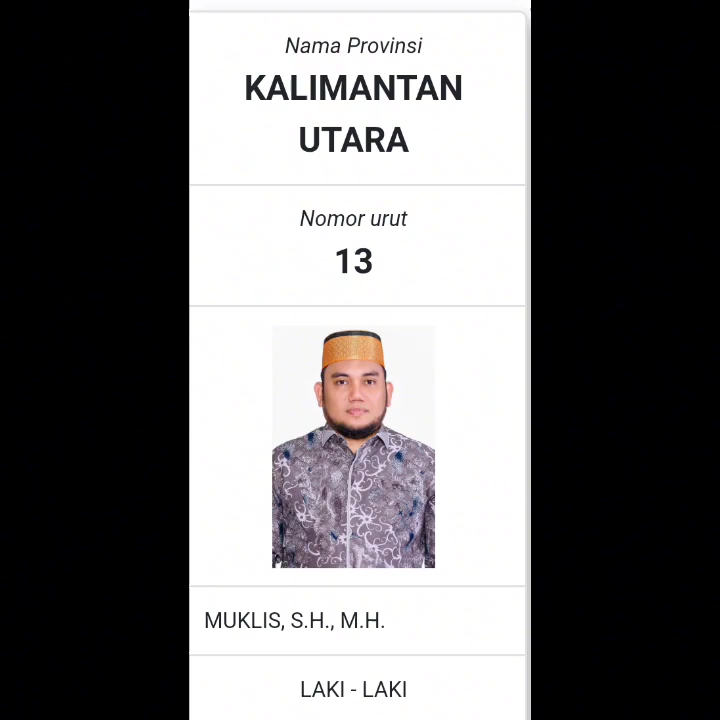 Nama Provinsi
KALIMANTAN
UTARA
Nomor urut
13
MUKLIS, S.H., M.H.
LAKI - LAKI